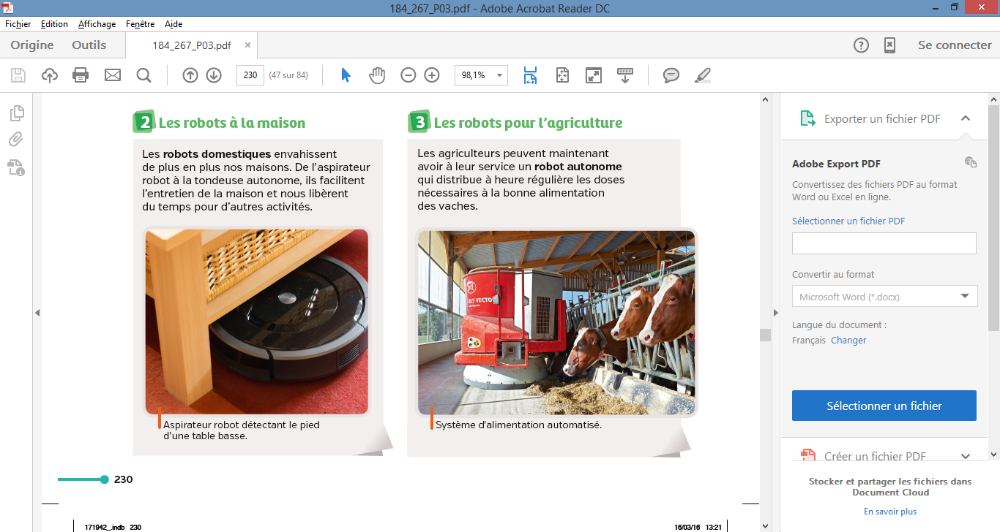 184_267_P03.pdf - Adobe Acrobat Reader DC
Fichier Edition Affichage Fenêtre Aide
Origine Outils 184_267_P03.pdf × Se connecter
230 (47 sur 84) 98,1%
2 Les robots à la maison
Les robots domestiques envahissent
de plus en plus nos maisons. De l'aspirateur
robot à la tondeuse autonome, ils facilitent
l'entretien de la maison et nous libèrent
du temps pour d'autres activités.
Aspirateur robot détectant le pied
d'une table basse.
3 Les robots pour l'agriculture
Les agriculteurs peuvent maintenant
avoir à leur service un robot autonome
qui distribue à heure régulière les doses
nécessaires à la bonne alimentation
des vaches.
LELY VECTOR
Système d'alimentation automatisé.
230
171942_.indb 230 16/03/16 13:21
Exporter un fichier PDF
Adobe Export PDF
Convertissez des fichiers PDF au format
Word ou Excel en ligne.
Sélectionner un fichier PDF
Convertir au format
Microsoft Word (*.docx)
Langue du document :
Français Changer
Sélectionner un fichier
Créer un fichier PDF
Stocker et partager les fichiers dans
Document Cloud
En savoir plus